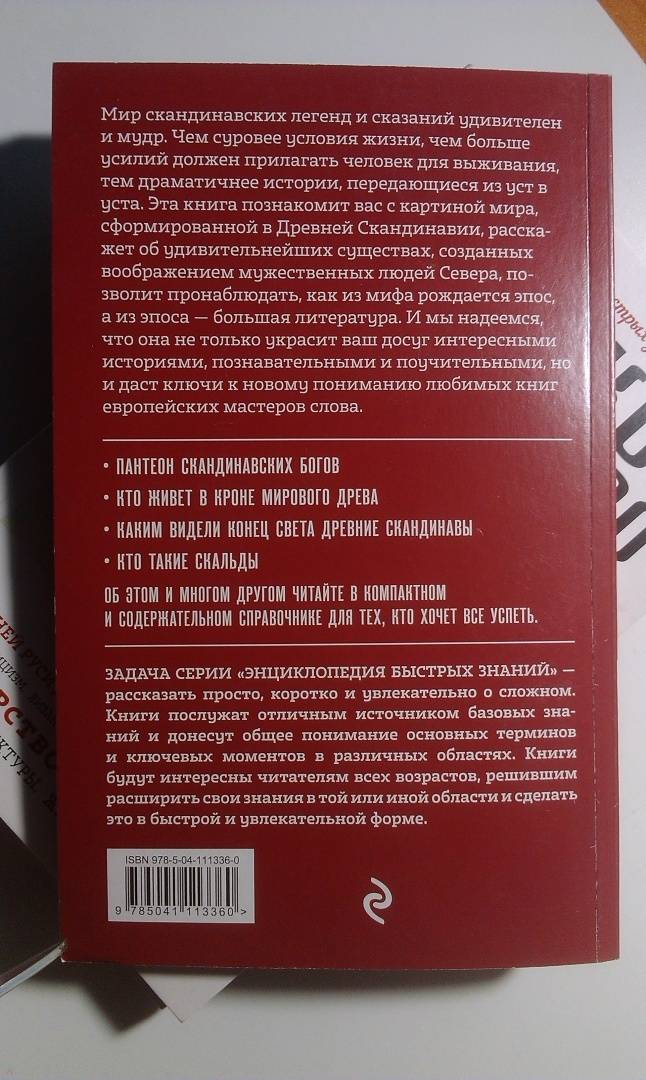 Мир скандинавских легенд и сказаний удивителен
и мудр. Чем суровее условия жизни, чем больше
усилий должен прилагать человек для выживания,
тем драматичнее истории, передающиеся из уст в
уста. Эта книга познакомит вас с картиной мира,
сформированной в Древней Скандинавии, расска-
жет об удивительнейших существах, созданных
воображением мужественных людей Севера, по-
зволит пронаблюдать, как из мифа рождается эпос,
а из эпоса — большая литература. И мы надеемся,
что она не только украсит ваш досуг интересными
историями, познавательными и поучительными, но
и даст ключи к новому пониманию любимых книг
европейских мастеров слова.
• ПАНТЕОН СКАНДИНАВСКИХ БОГОВ
• КТО ЖИВЕТ В КРОНЕ МИРОВОГО ДРЕВА
• КАКИМ ВИДЕЛИ КОНЕЦ СВЕТА ДРЕВНИЕ СКАНДИНАВЫ
• КТО ТАКИЕ СКАЛЬДЫ
ОБ ЭТОМ И МНОГОМ ДРУГОМ ЧИТАЙТЕ В КОМПАКТНОМ
И СОДЕРЖАТЕЛЬНОМ СПРАВОЧНИКЕ ДЛЯ ТЕХ, КТО ХОЧЕТ ВСЕ УСПЕТЬ.
ЗАДАЧА СЕРИИ «ЭНЦИКЛОПЕДИЯ БЫСТРЫХ ЗНАНИЙ» —
рассказать просто, коротко и увлекательно о сложном.
Книги послужат отличным источником базовых зна-
ний и донесут общее понимание основных терминов
и ключевых моментов в различных областях. Книги
будут интересны читателям всех возрастов, решившим
расширить свои знания в той или иной области и сделать
это в быстрой и увлекательной форме.
ISBN 978-5-04-111336-0
9 785041 113360 >